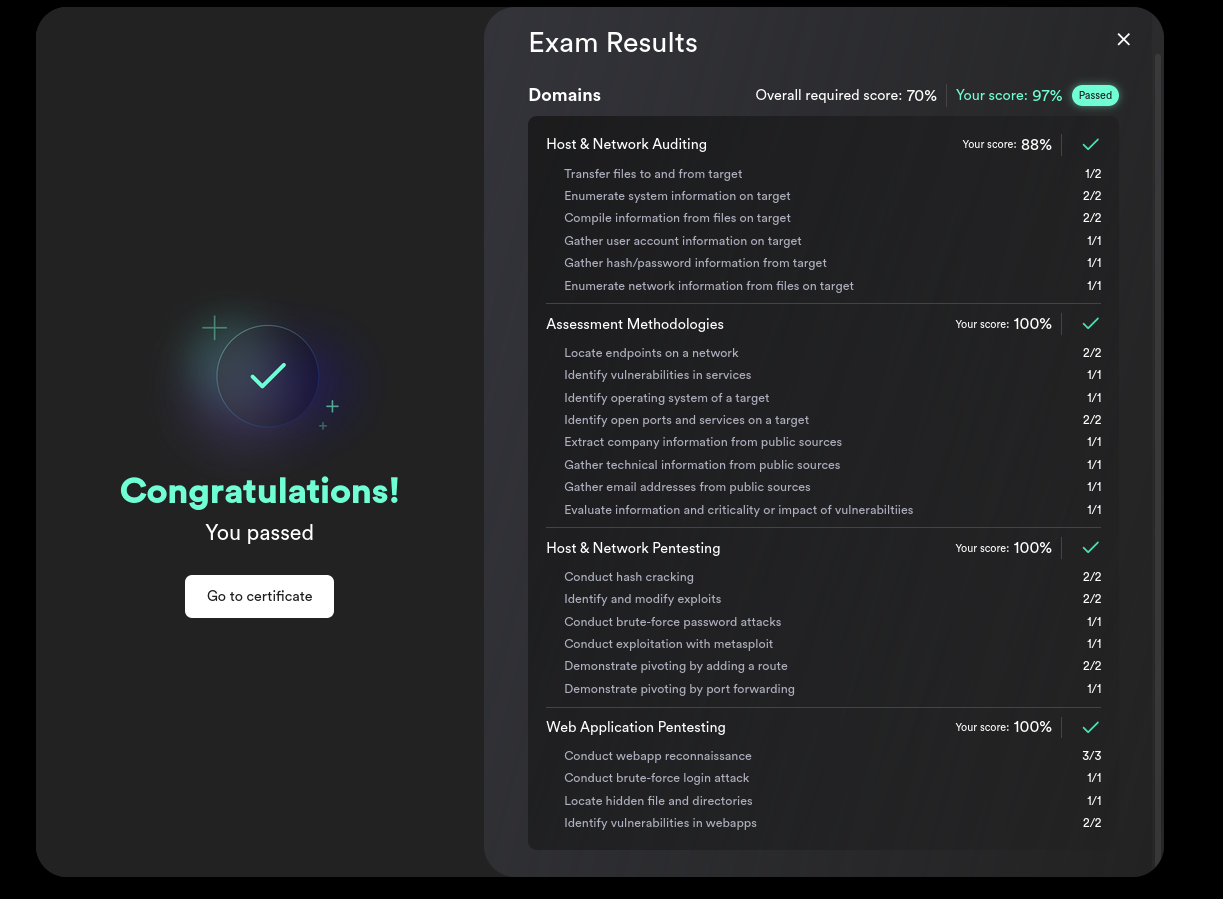 Exam Results
Domains Overall required score: 70% Your score: 97% Passed
Host & Network Auditing Your score: 88%
Transfer files to and from target 1/2
Enumerate system information on target 2/2
Compile information from files on target 2/2
Gather user account information on target 1/1
Gather hash/password information from target 1/1
Enumerate network information from files on target 1/1
Assessment Methodologies Your score: 100%
Locate endpoints on a network 2/2
Identify vulnerabilities in services 1/1
Identify operating system of a target 1/1
Identify open ports and services on a target 2/2
Extract company information from public sources 1/1
Gather technical information from public sources 1/1
Gather email addresses from public sources 1/1
Evaluate information and criticality or impact of vulnerabiltiies 1/1
Host & Network Pentesting Your score: 100%
Conduct hash cracking 2/2
Identify and modify exploits 2/2
Conduct brute-force password attacks 1/1
Conduct exploitation with metasploit 1/1
Demonstrate pivoting by adding a route 2/2
Demonstrate pivoting by port forwarding 1/1
Web Application Pentesting Your score: 100%
Conduct webapp reconnaissance 3/3
Conduct brute-force login attack 1/1
Locate hidden file and directories 1/1
Identify vulnerabilities in webapps 2/2
Congratulations!
You passed
Go to certificate